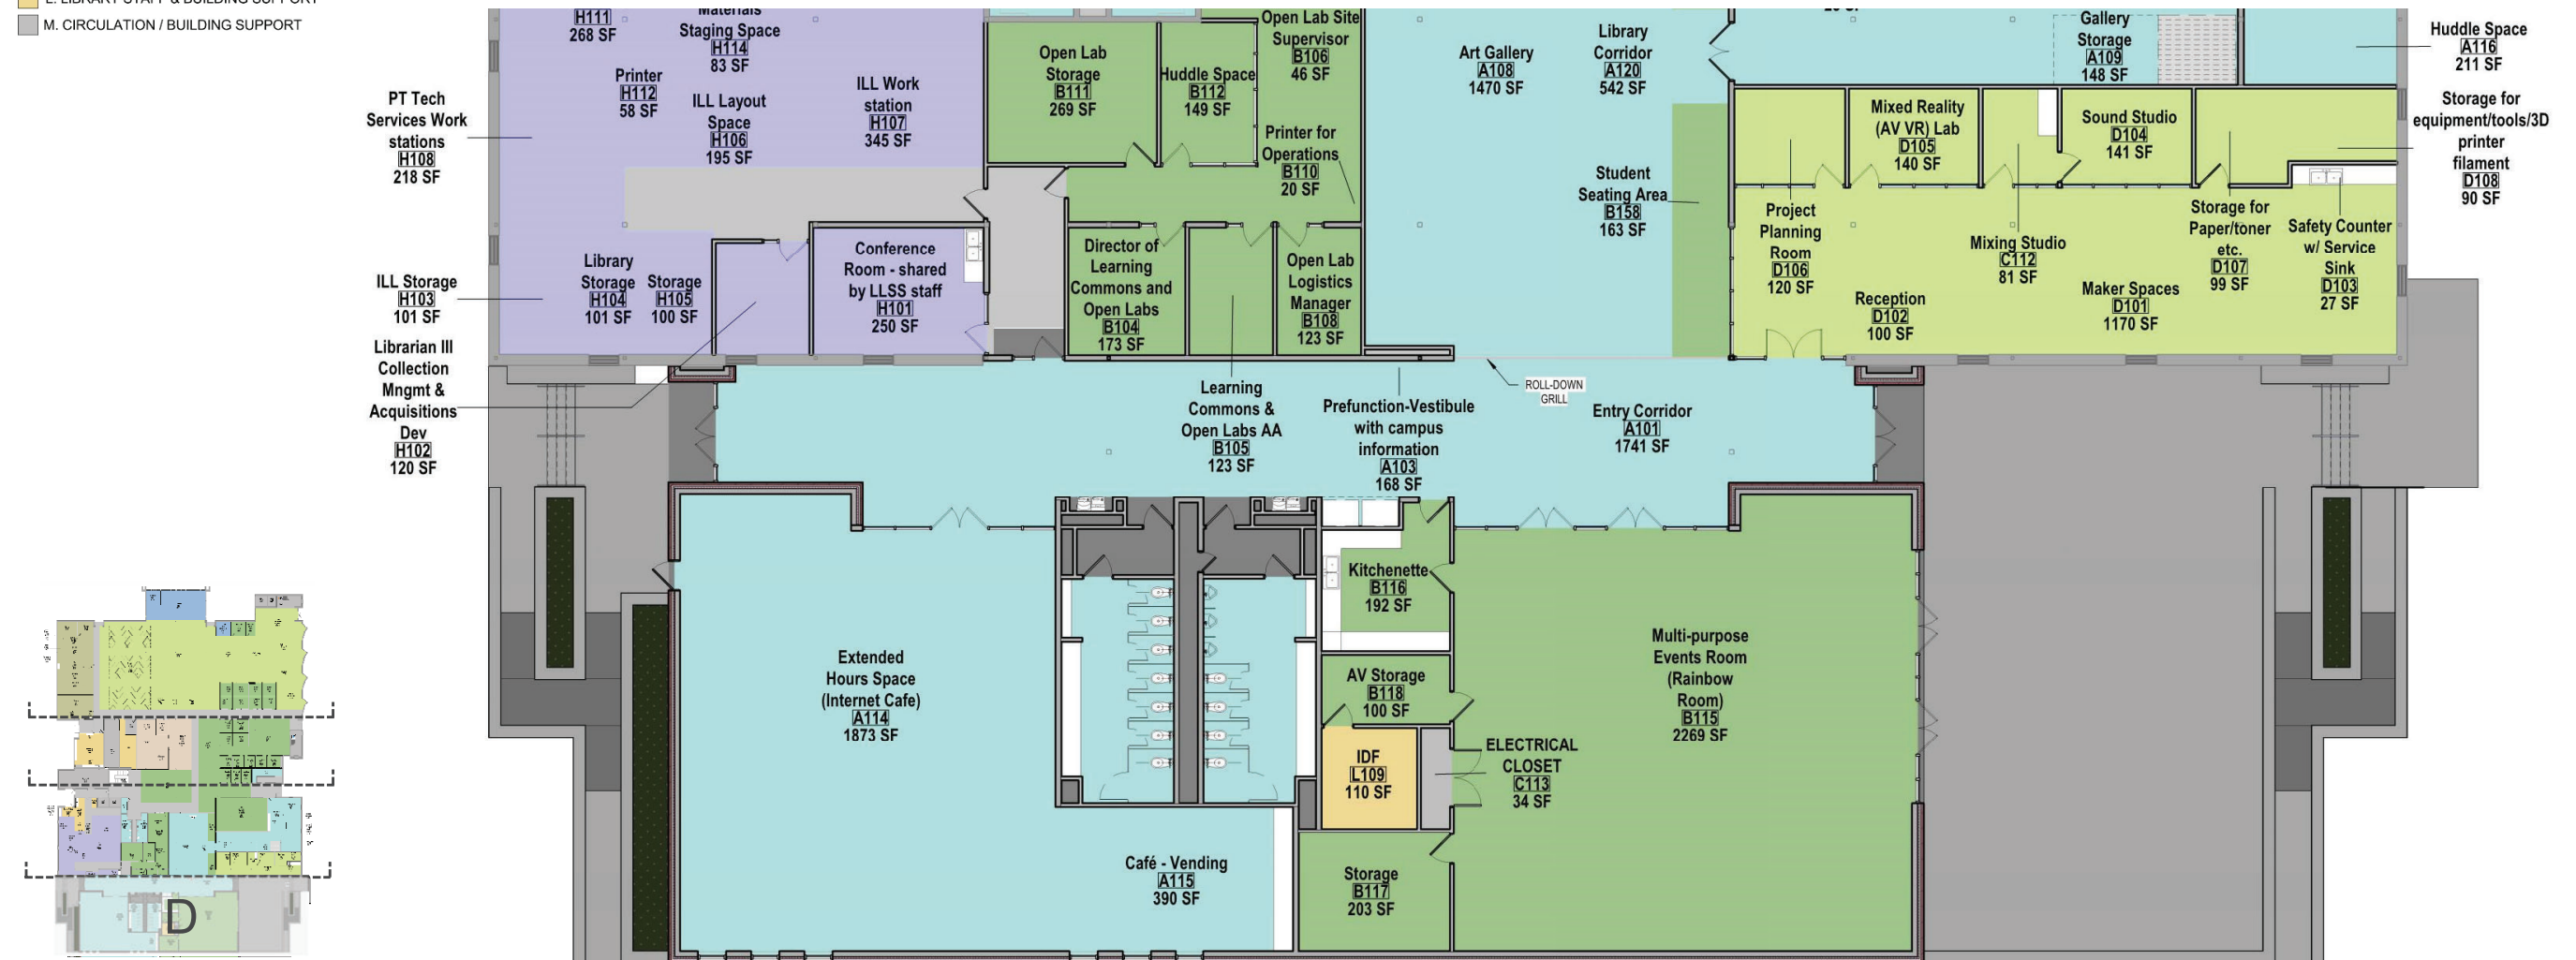 L. LIBRARY STAFF & BUILDING SUPPORT
M. CIRCULATION / BUILDING SUPPORT
H111
268 SF
Materials
Staging Space
H114
83 SF
Printer
H112
58 SF
ILL Layout
Space
H106
195 SF
ILL Work
station
H107
345 SF
PT Tech
Services Work
stations
H108
218 SF
Open Lab
Storage
B111
269 SF
Huddle Space
B112
149 SF
Open Lab Site
Supervisor
B106
46 SF
Printer for
Operations
B110
20 SF
Art Gallery
A108
1470 SF
Library
Corridor
A120
542 SF
Student
Seating Area
B158
163 SF
Gallery
Storage
A109
148 SF
Huddle Space
A116
211 SF
Storage for
equipment/tools/3D
printer
filament
D108
90 SF
Mixed Reality
(AV VR) Lab
D105
140 SF
Sound Studio
D104
141 SF
Project
Planning
Room
D106
120 SF
Mixing Studio
C112
81 SF
Storage for
Paper/toner
etc.
D107
99 SF
Safety Counter
w/ Service
Sink
D103
27 SF
Reception
D102
100 SF
Maker Spaces
D101
1170 SF
ILL Storage
H103
101 SF
Library
Storage
H104
101 SF
Storage
H105
100 SF
Conference
Room - shared
by LLSS staff
H101
250 SF
Director of
Learning
Commons and
Open Labs
B104
173 SF
Open Lab
Logistics
Manager
B108
123 SF
Librarian III
Collection
Mngmt &
Acquisitions
Dev
H102
120 SF
Learning
Commons &
Open Labs AA
B105
123 SF
Prefunction-Vestibule
with campus
information
A103
168 SF
ROLL-DOWN
GRILL
Entry Corridor
A101
1741 SF
Kitchenette
B116
192 SF
Extended
Hours Space
(Internet Cafe)
A114
1873 SF
AV Storage
B118
100 SF
Multi-purpose
Events Room
(Rainbow
Room)
B115
2269 SF
IDF
L109
110 SF
ELECTRICAL
CLOSET
C113
34 SF
Café - Vending
A115
390 SF
Storage
B117
203 SF
D